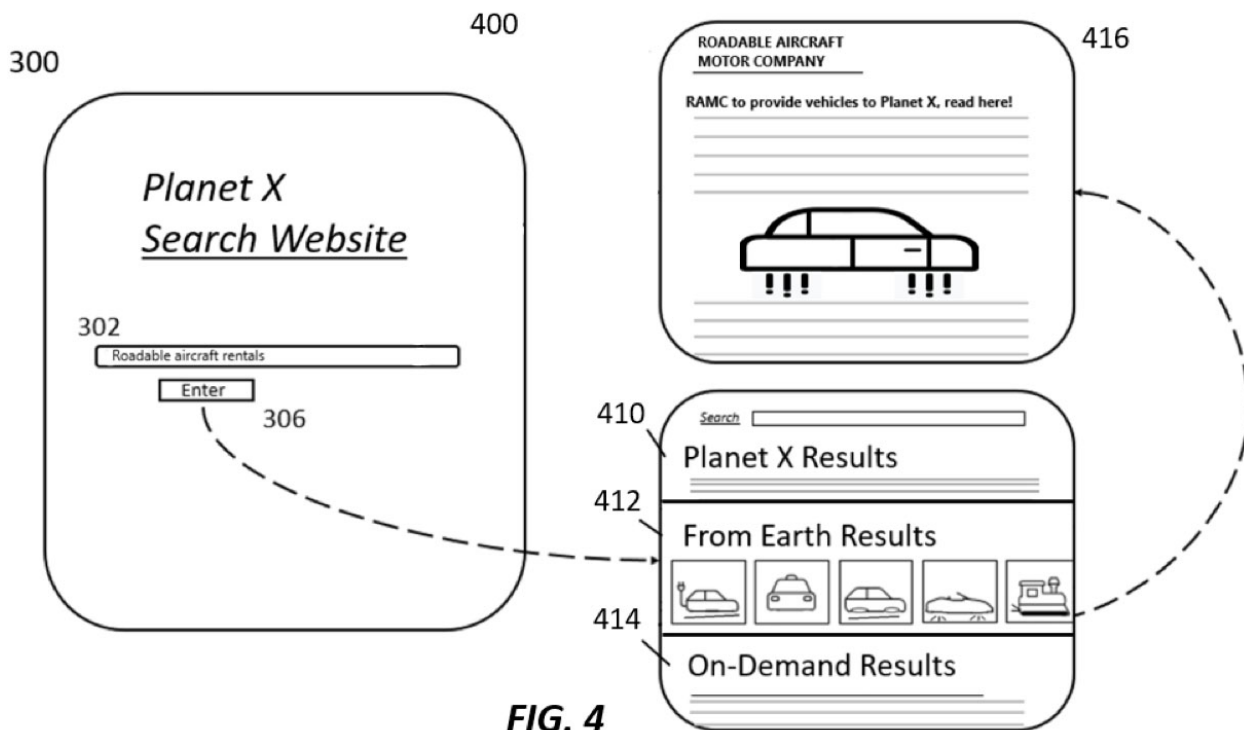 300
400
Planet X
Search Website
302
Roadable aircraft rentals
Enter
306
ROADABLE AIRCRAFT
MOTOR COMPANY
416
RAMC to provide vehicles to Planet X, read here!
410
Search
Planet X Results
412
From Earth Results
414
On-Demand Results
FIG. 4